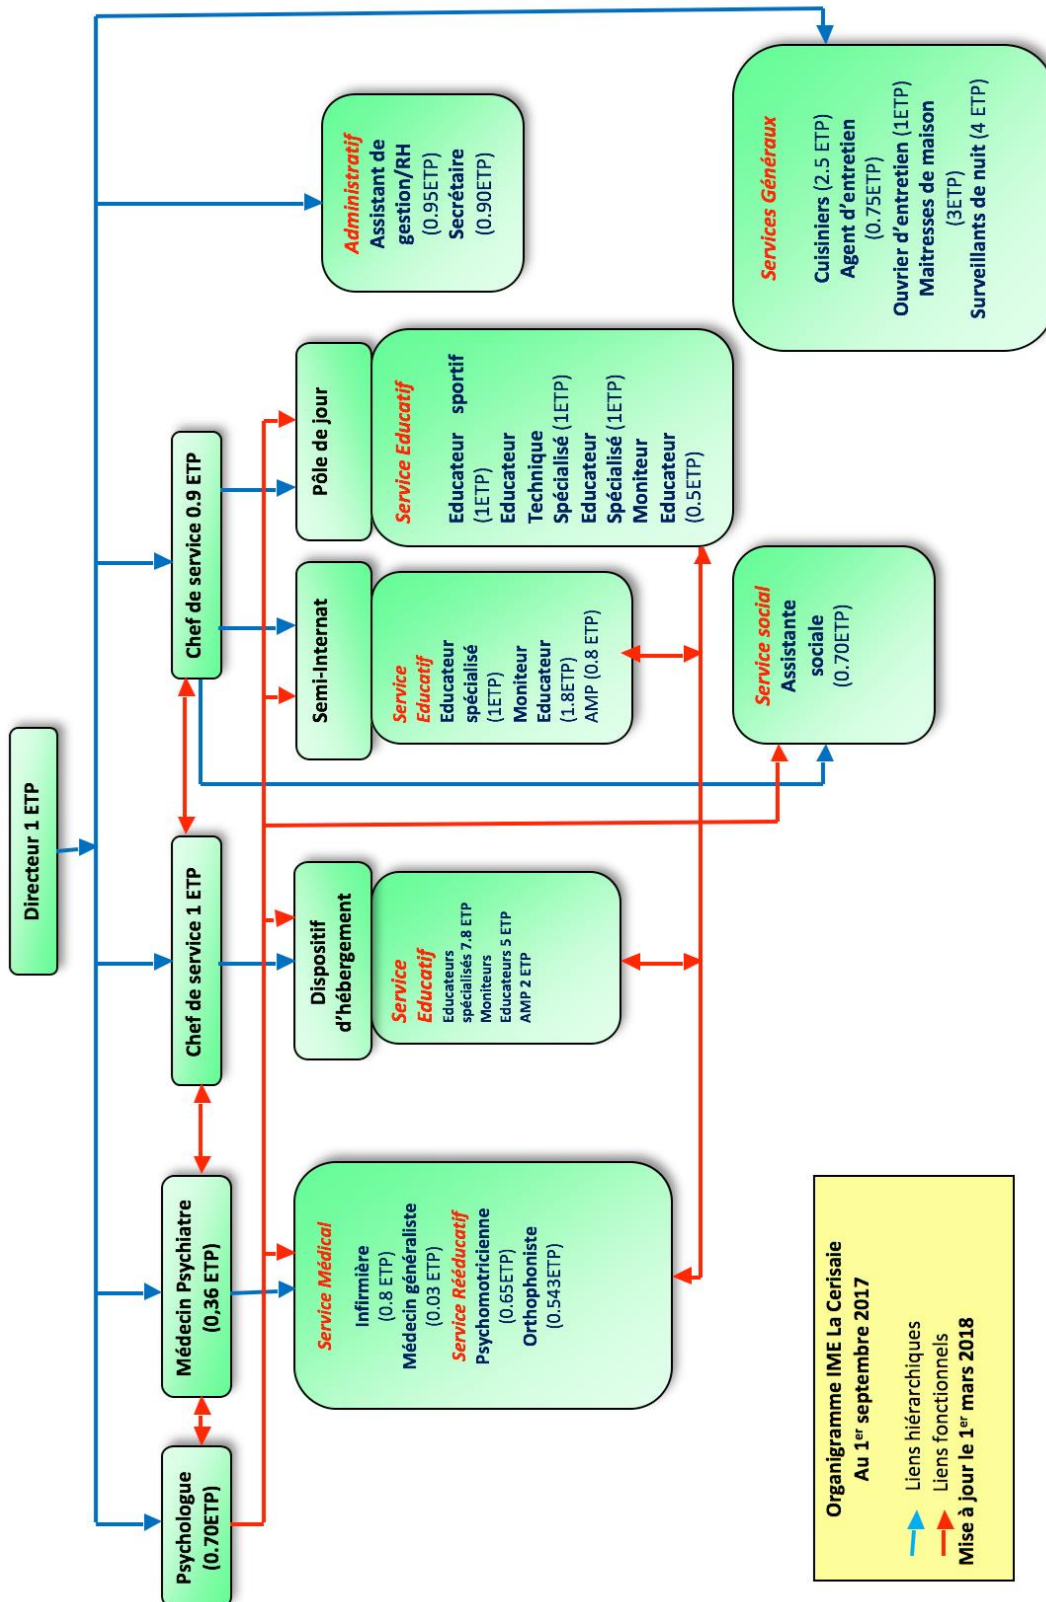 Directeur 1 ETP
Psychologue
(0.70ETP)
Médecin Psychiatre
(0,36 ETP)
Chef de service 1 ETP
Chef de service 0.9 ETP
Administratif
Assistant de
gestion/RH
(0.95ETP)
Secrétaire
(0.90ETP)
Service Médical
Infirmière
(0.8 ETP)
Médecin généraliste
(0.03 ETP)
Service Rééducatif
Psychomotricienne
(0.65ETP)
Orthophoniste
(0.543ETP)
Dispositif
d'hébergement
Service
Educatif
Educateurs
spécialisés 7.8 ETP
Moniteurs
Educateurs 5 ETP
AMP 2 ETP
Semi-Internat
Service
Educatif
Educateur
spécialisé
(1ETP)
Moniteur
Educateur
(1.8ETP)
AMP (0.8 ETP)
Pôle de jour
Service Educatif
Educateur sportif
(1ETP)
Educateur
Technique
Spécialisé (1ETP)
Educateur
Spécialisé (1ETP)
Moniteur
Educateur
(0.5ETP)
Service social
Assistante
sociale
(0.70ETP)
Services Généraux
Cuisiniers (2.5 ETP)
Agent d'entretien
(0.75ETP)
Ouvrier d'entretien (1ETP)
Maitresses de maison
(3ETP)
Surveillants de nuit (4 ETP)
Organigramme IME La Cerisaie
Au 1er septembre 2017
Liens hiérarchiques
Liens fonctionnels
Mise à jour le 1er mars 2018